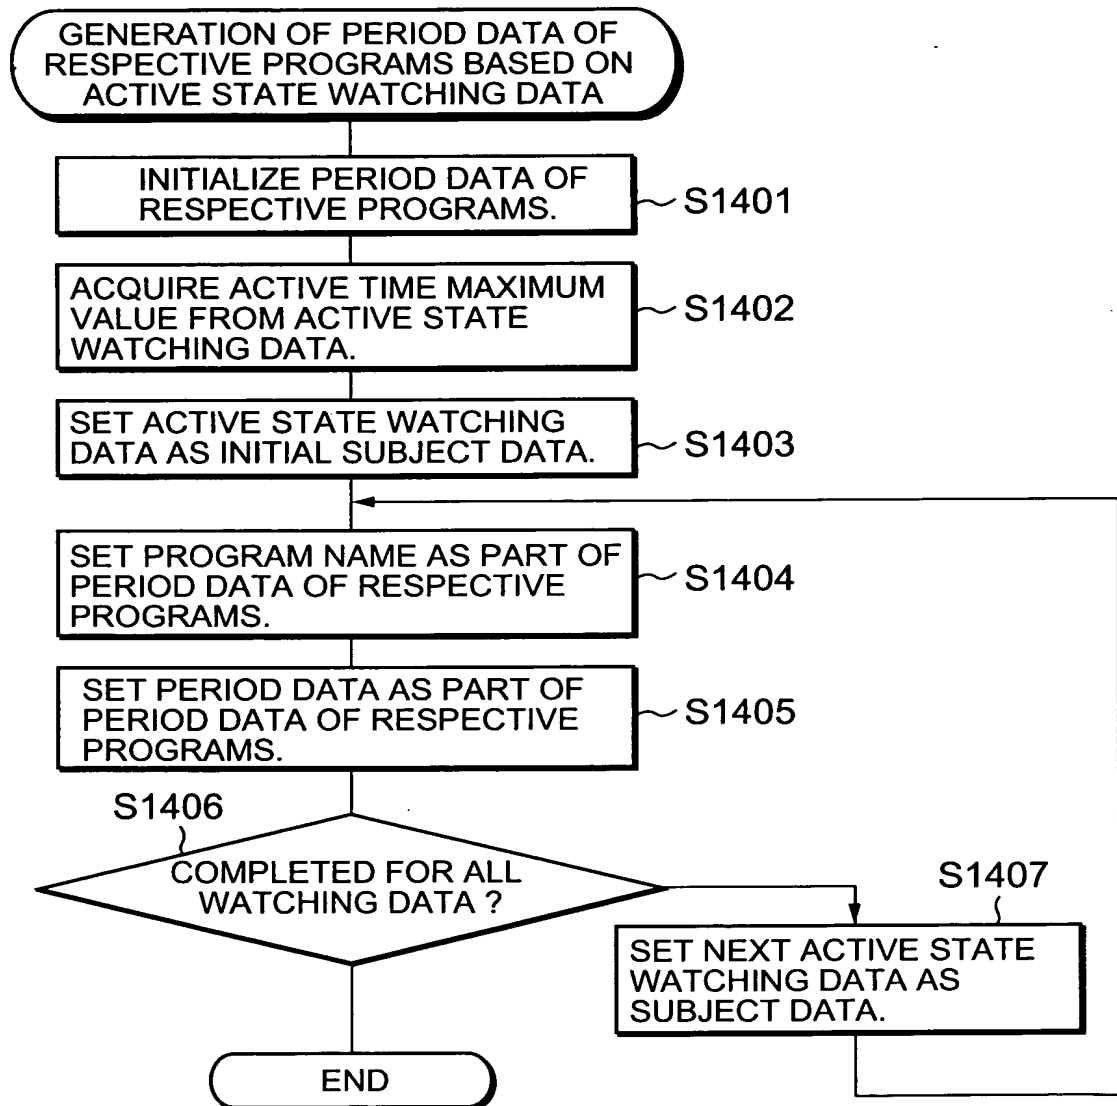 GENERATION OF PERIOD DATA OF
RESPECTIVE PROGRAMS BASED ON
ACTIVE STATE WATCHING DATA
INITIALIZE PERIOD DATA OF
RESPECTIVE PROGRAMS.
S1401
ACQUIRE ACTIVE TIME MAXIMUM
VALUE FROM ACTIVE STATE
WATCHING DATA.
S1402
SET ACTIVE STATE WATCHING
DATA AS INITIAL SUBJECT DATA.
S1403
SET PROGRAM NAME AS PART OF
PERIOD DATA OF RESPECTIVE
PROGRAMS.
S1404
SET PERIOD DATA AS PART OF
PERIOD DATA OF RESPECTIVE
PROGRAMS.
S1405
S1406
COMPLETED FOR ALL
WATCHING DATA ?
S1407
SET NEXT ACTIVE STATE
WATCHING DATA AS
SUBJECT DATA.
END